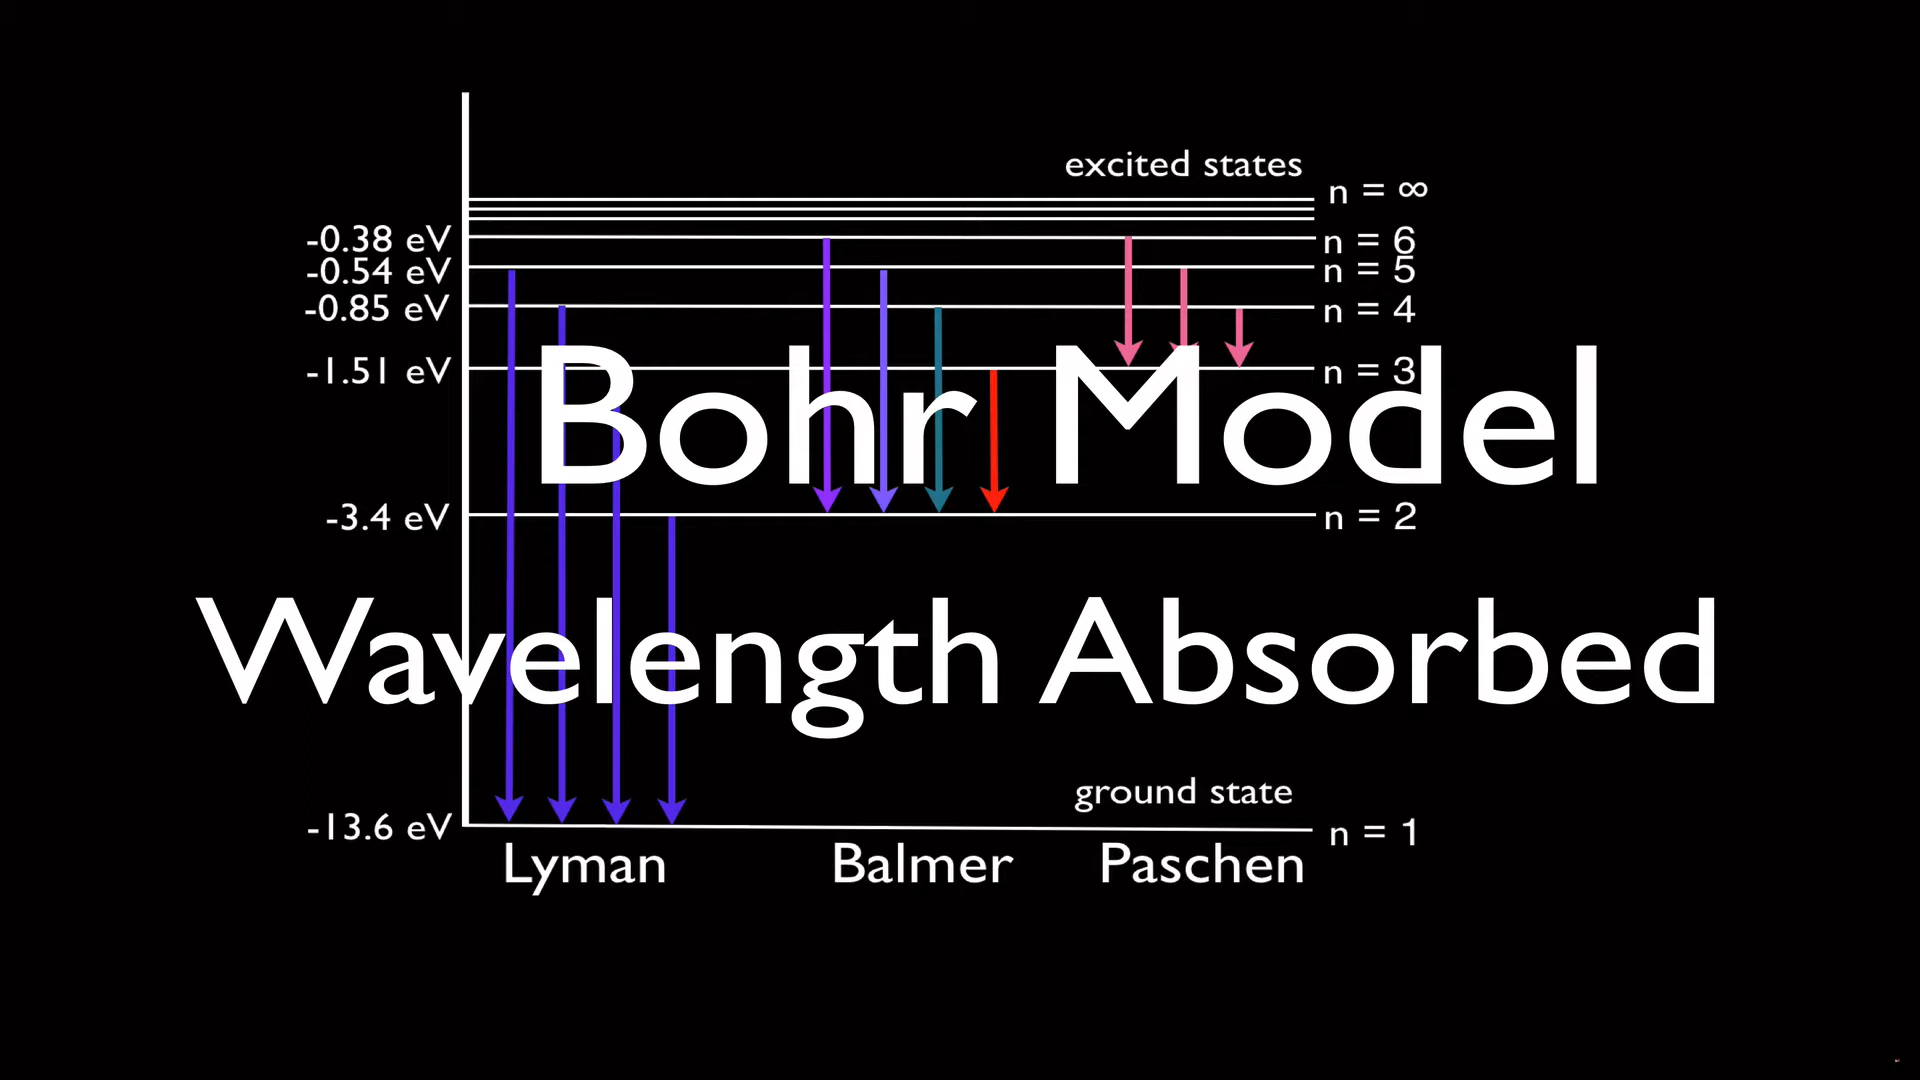 excited states
n = ∞
-0.38 eV n = 6
-0.54 eV n = 5
-0.85 eV n = 4
-1.51 eV n = 3
Bohr Model
-3.4 eV n = 2
Wavelength Absorbed
ground state
-13.6 eV n = 1
Lyman Balmer Paschen